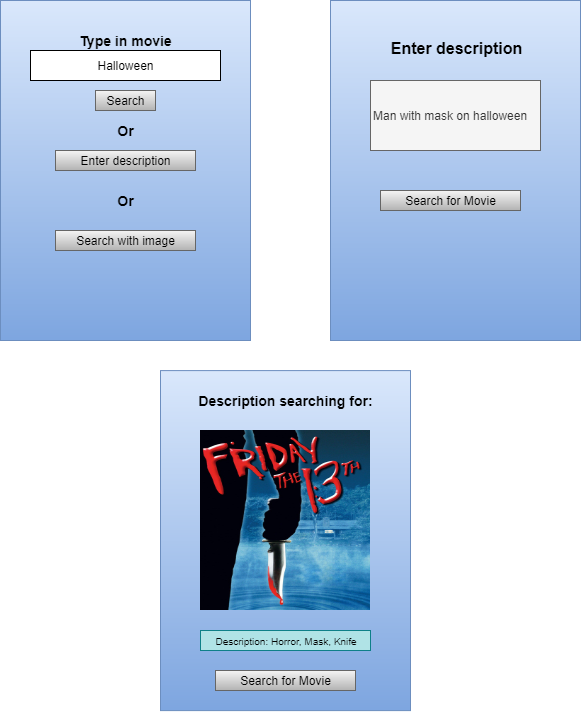 Type in movie
Halloween
Search
Or
Enter description
Or
Search with image
Enter description
Man with mask on halloween
Search for Movie
Description searching for:
FRIDAY
THE 13TH
Description: Horror, Mask, Knife
Search for Movie